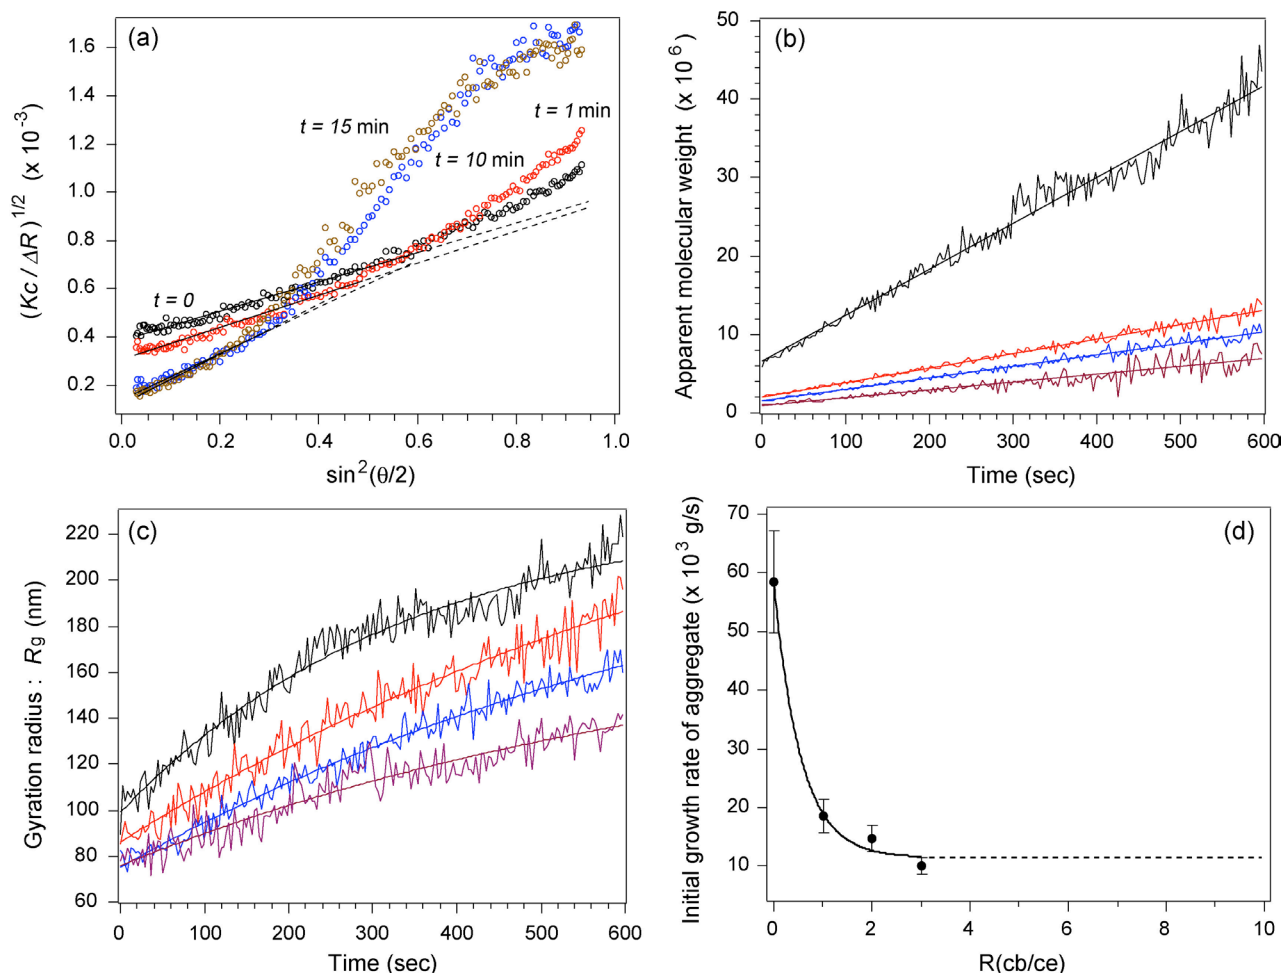 (a)
(Kc / ΔR)^1/2 (x 10^-3)
1.6
1.4
1.2
1.0
0.8
0.6
0.4
0.2
t = 15 min
t = 1 min
t = 10 min
t = 0
0.0 0.2 0.4 0.6 0.8 1.0
sin^2(θ/2)
(b)
Apparent molecular weight (x 10^6)
50
40
30
20
10
0
0 100 200 300 400 500 600
Time (sec)
(c)
Gyration radius : Rg (nm)
220
200
180
160
140
120
100
80
60
0 100 200 300 400 500 600
Time (sec)
(d)
Initial growth rate of aggregate (x 10^3 g/s)
70
60
50
40
30
20
10
0 2 4 6 8 10
R(cb/ce)